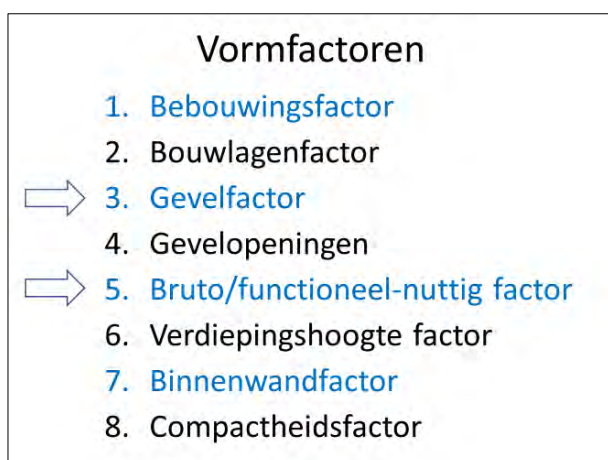 Vormfactoren
1. Bebouwingsfactor
2. Bouwlagenfactor
3. Gevelfactor
4. Gevelopeningen
5. Bruto/functioneel-nuttig factor
6. Verdiepingshoogte factor
7. Binnenwandfactor
8. Compactheidsfactor